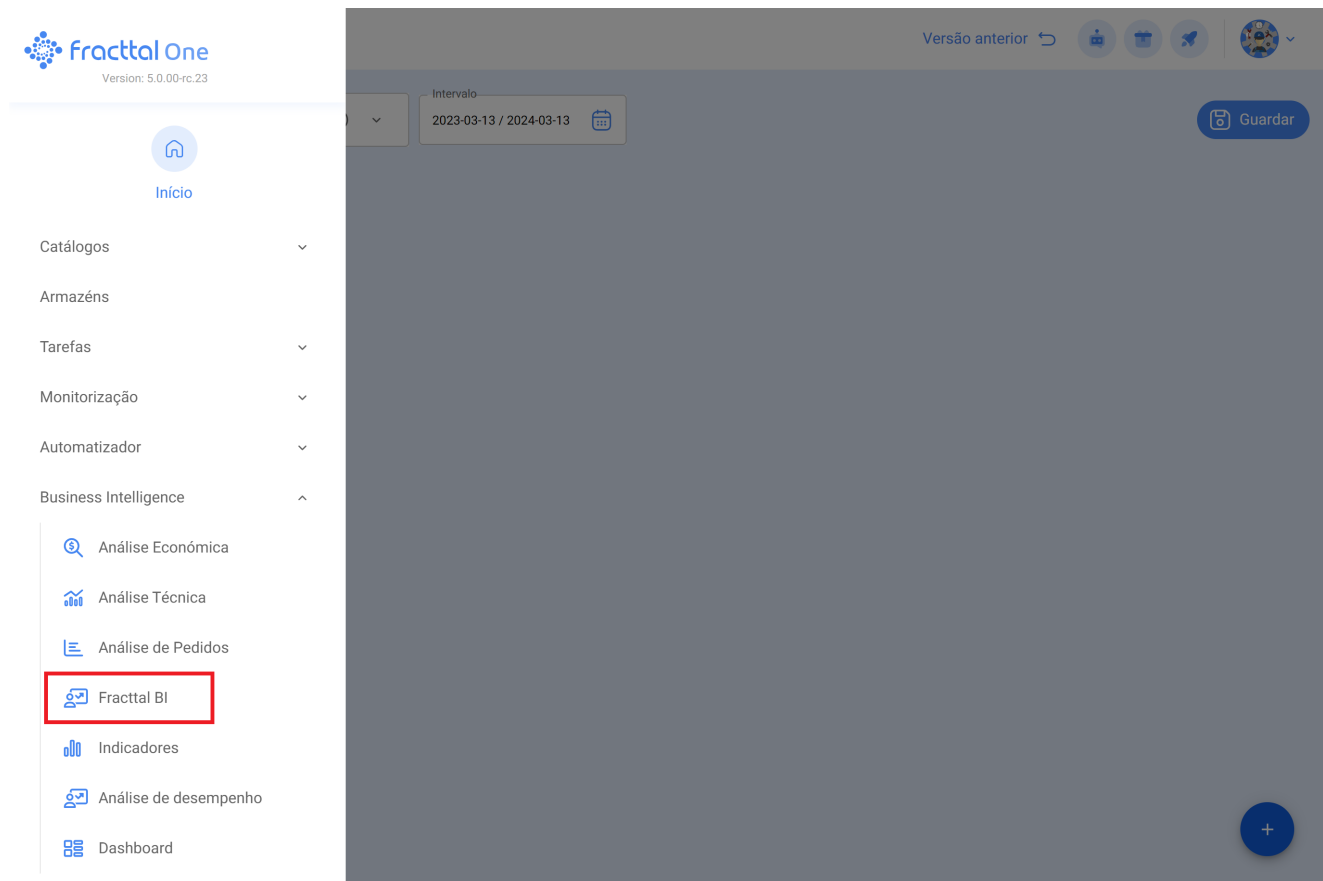 fracttal One
Version: 5.0.00-rc.23
Versão anterior
Início
Intervalo
2023-03-13 / 2024-03-13
Guardar
Catálogos
Armazéns
Tarefas
Monitorização
Automatizador
Business Intelligence
Análise Económica
Análise Técnica
Análise de Pedidos
Fracttal BI
Indicadores
Análise de desempenho
Dashboard